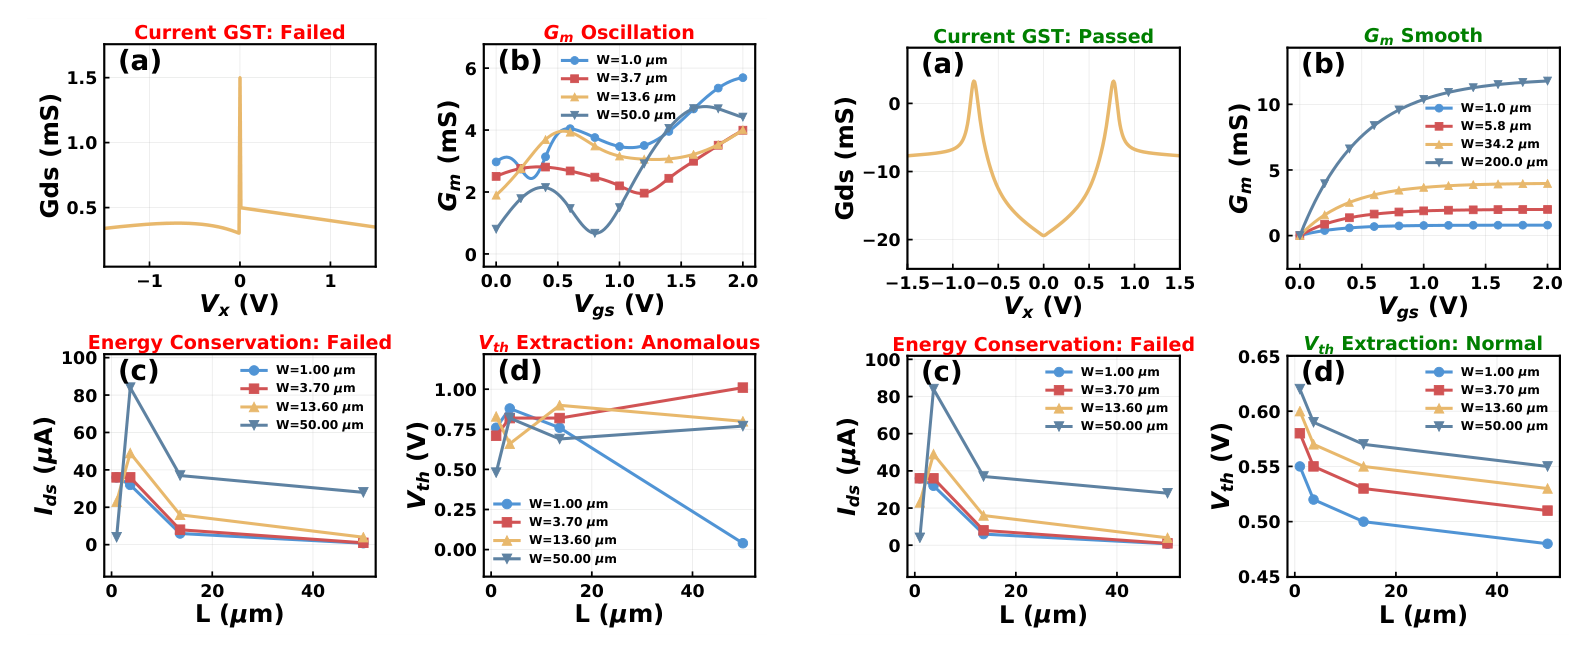 Current GST: Failed
(a)
Gds (mS)
1.5
1.0
0.5
−1
0
1
Vx (V)
Gm Oscillation
(b)
W=1.0 μm
W=3.7 μm
W=13.6 μm
W=50.0 μm
Gm (mS)
6
4
2
0
0.0
0.5
1.0
1.5
2.0
Vgs (V)
Current GST: Passed
(a)
Gds (mS)
0
−10
−20
−1.5
−1.0
−0.5
0.0
0.5
1.0
1.5
Vx (V)
Gm Smooth
(b)
W=1.0 μm
W=5.8 μm
W=34.2 μm
W=200.0 μm
Gm (mS)
10
5
0
0.0
0.5
1.0
1.5
2.0
Vgs (V)
Energy Conservation: Failed
(c)
W=1.00 μm
W=3.70 μm
W=13.60 μm
W=50.00 μm
Ids (μA)
100
80
60
40
20
0
0
20
40
L (μm)
Vth Extraction: Anomalous
(d)
W=1.00 μm
W=3.70 μm
W=13.60 μm
W=50.00 μm
Vth (V)
1.00
0.75
0.50
0.25
0.00
0
20
40
L (μm)
Energy Conservation: Failed
(c)
W=1.00 μm
W=3.70 μm
W=13.60 μm
W=50.00 μm
Ids (μA)
100
80
60
40
20
0
0
20
40
L (μm)
Vth Extraction: Normal
(d)
W=1.00 μm
W=3.70 μm
W=13.60 μm
W=50.00 μm
Vth (V)
0.65
0.60
0.55
0.50
0.45
0
20
40
L (μm)